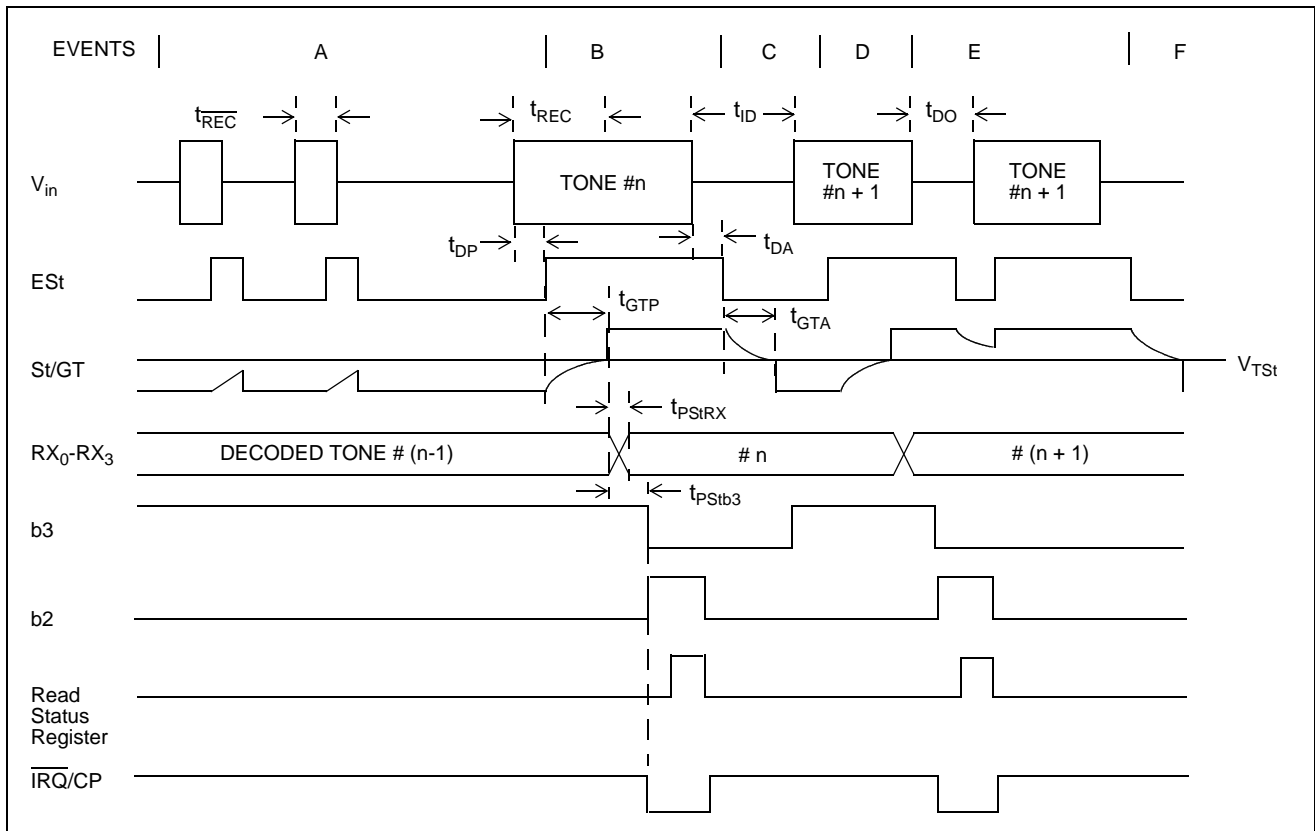 EVENTS A B C D E F
tREC tREC tID tDO
Vin TONE #n TONE #n + 1 TONE #n + 1
tDP tDA
ESt
tGTP tGTA
St/GT VTSt
tPStRX
RX0-RX3 DECODED TONE # (n-1) # n # (n + 1)
tPStb3
b3
b2
Read
Status
Register
IRQ/CP